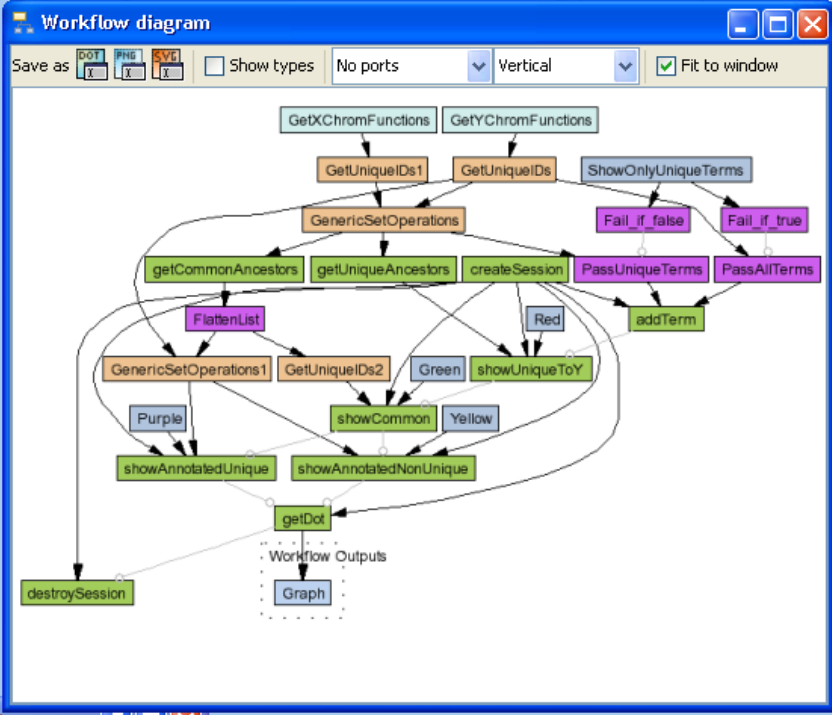 Workflow diagram
Save as DOT PNG SVG Show types No ports Vertical Fit to window
GetXChromFunctions GetYChromFunctions
GetUniqueIDs1 GetUniqueIDs ShowOnlyUniqueTerms
GenericSetOperations Fail_if_false Fail_if_true
getCommonAncestors getUniqueAncestors createSession PassUniqueTerms PassAllTerms
FlattenList Red addTerm
GenericSetOperations1 GetUniqueIDs2 Green showUniqueToY
Purple showCommon Yellow
showAnnotatedUnique showAnnotatedNonUnique
getDot
Workflow Outputs
destroySession Graph